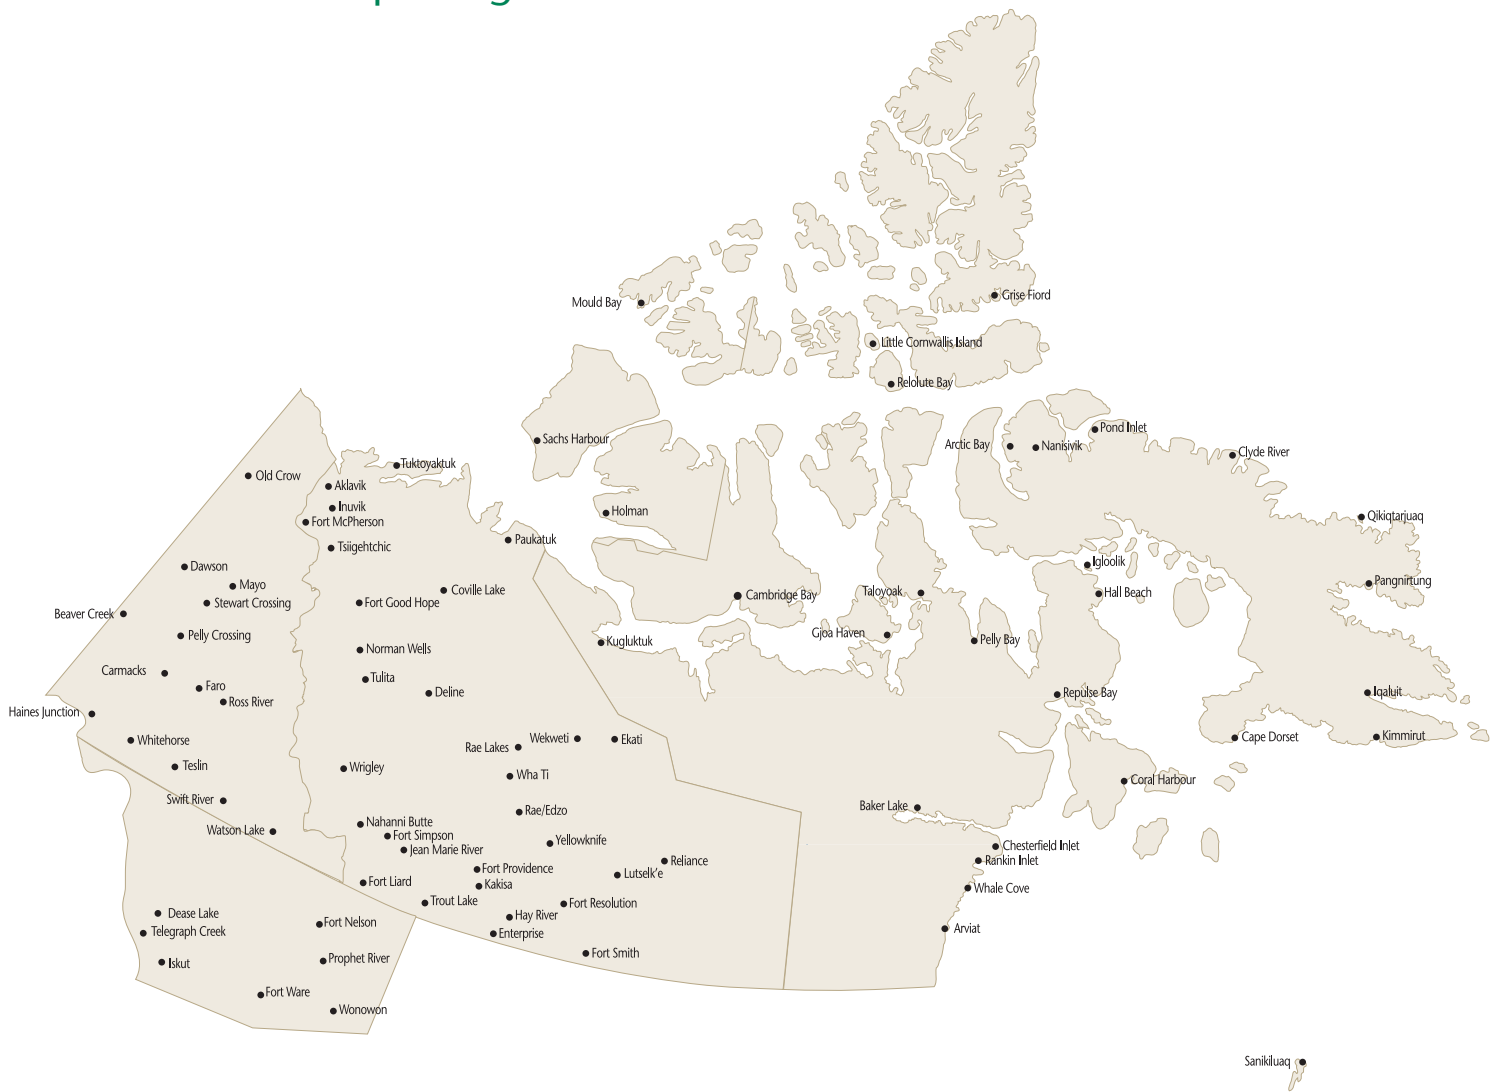 Mould Bay
Grise Fiord
Little Cornwallis Island
Relolute Bay
Sachs Harbour
Pond Inlet
Arctic Bay
Nanisivik
Clyde River
Tuktoyaktuk
Old Crow
Aklavik
Inuvik
Holman
Fort McPherson
Qikiqtarjuaq
Paukatuk
Tsiigehtchic
Igloolik
Dawson
Pangnirtung
Mayo
Coville Lake
Taloyoak
Hall Beach
Cambridge Bay
Stewart Crossing
Fort Good Hope
Beaver Creek
Pelly Crossing
Gjoa Haven
Pelly Bay
Kugluktuk
Norman Wells
Carmacks
Tulita
Faro
Deline
Repulse Bay
Iqaluit
Ross River
Haines Junction
Whitehorse
Wekweti
Ekati
Cape Dorset
Kimmirut
Rae Lakes
Teslin
Wrigley
Wha Ti
Coral Harbour
Swift River
Baker Lake
Rae/Edzo
Nahanni Butte
Watson Lake
Fort Simpson
Yellowknife
Chesterfield Inlet
Jean Marie River
Reliance
Rankin Inlet
Fort Providence
Lutselk'e
Fort Liard
Kakisa
Whale Cove
Trout Lake
Fort Resolution
Dease Lake
Hay River
Fort Nelson
Arviat
Telegraph Creek
Enterprise
Fort Smith
Iskut
Prophet River
Fort Ware
Wonowon
Sanikiluaq